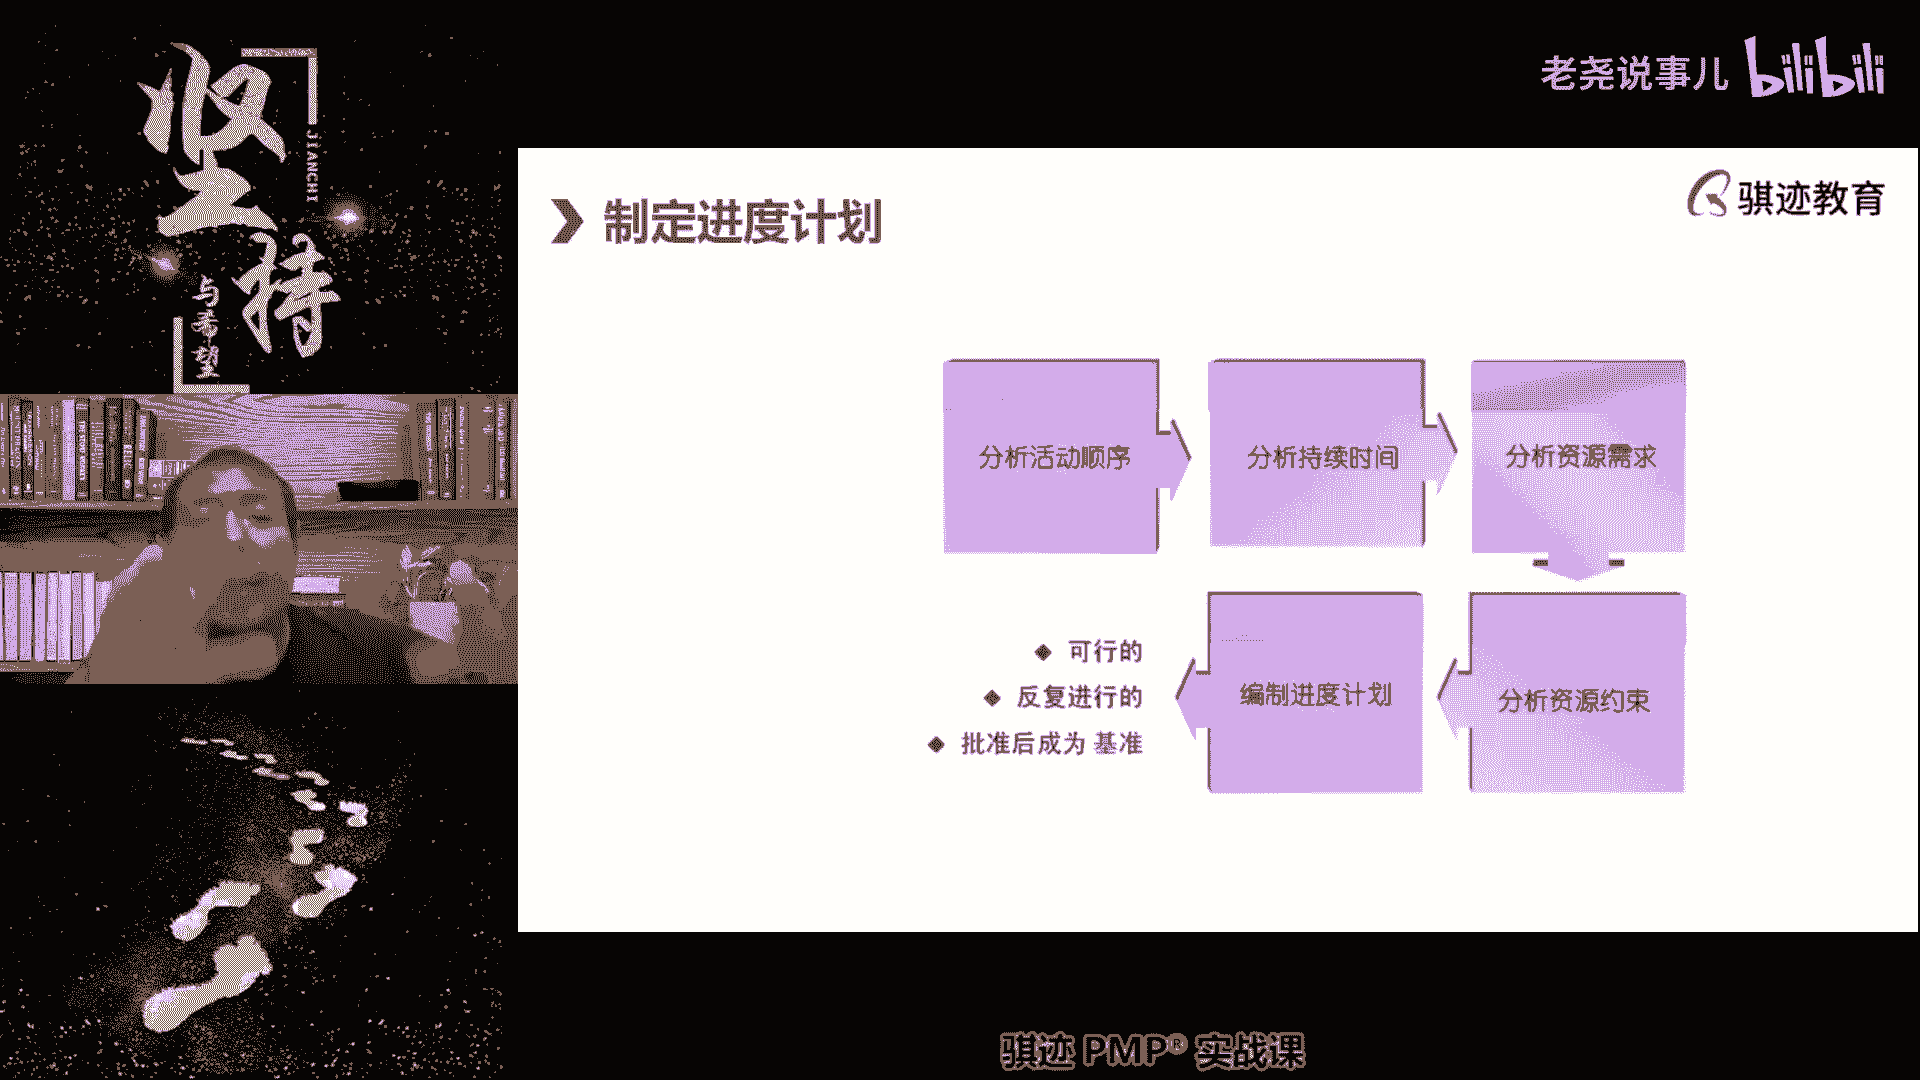 坚持
JIANCHI
与希望
老尧说事儿 bilibili
骐迹教育
制定进度计划
分析活动顺序
分析持续时间
分析资源需求
分析资源约束
编制进度计划
可行的
反复进行的
批准后成为 基准
骐迹 PMP® 实战课